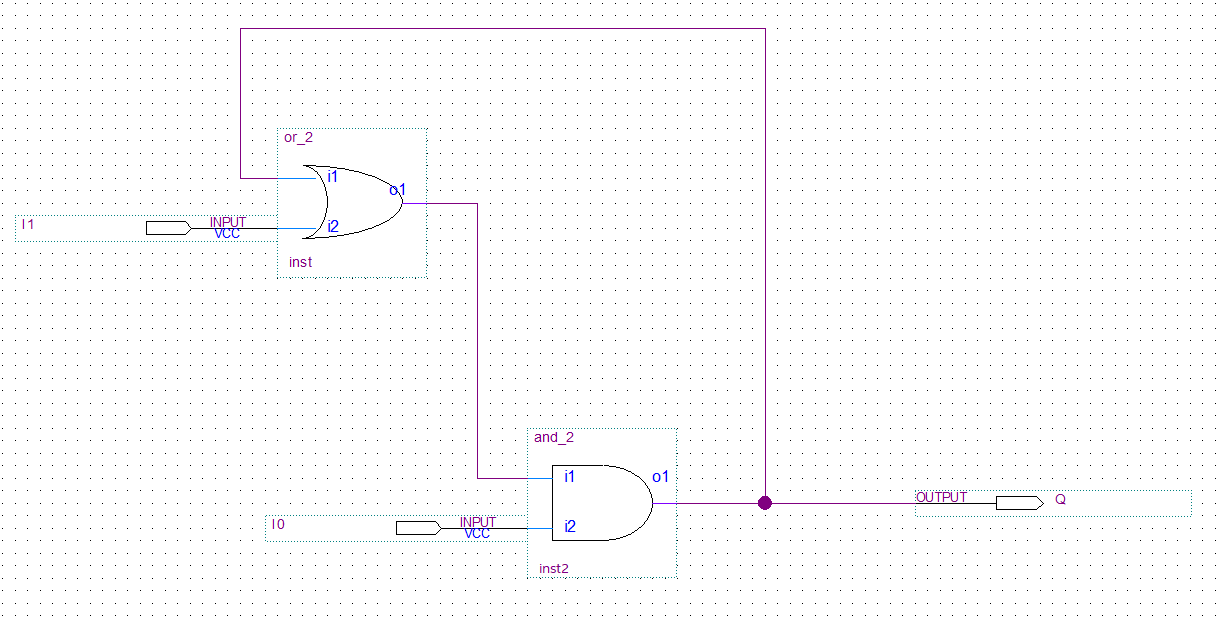 or_2
i1
o1
I1
INPUT
VCC
i2
inst
and_2
i1
o1
OUTPUT
Q
I0
INPUT
VCC
i2
inst2